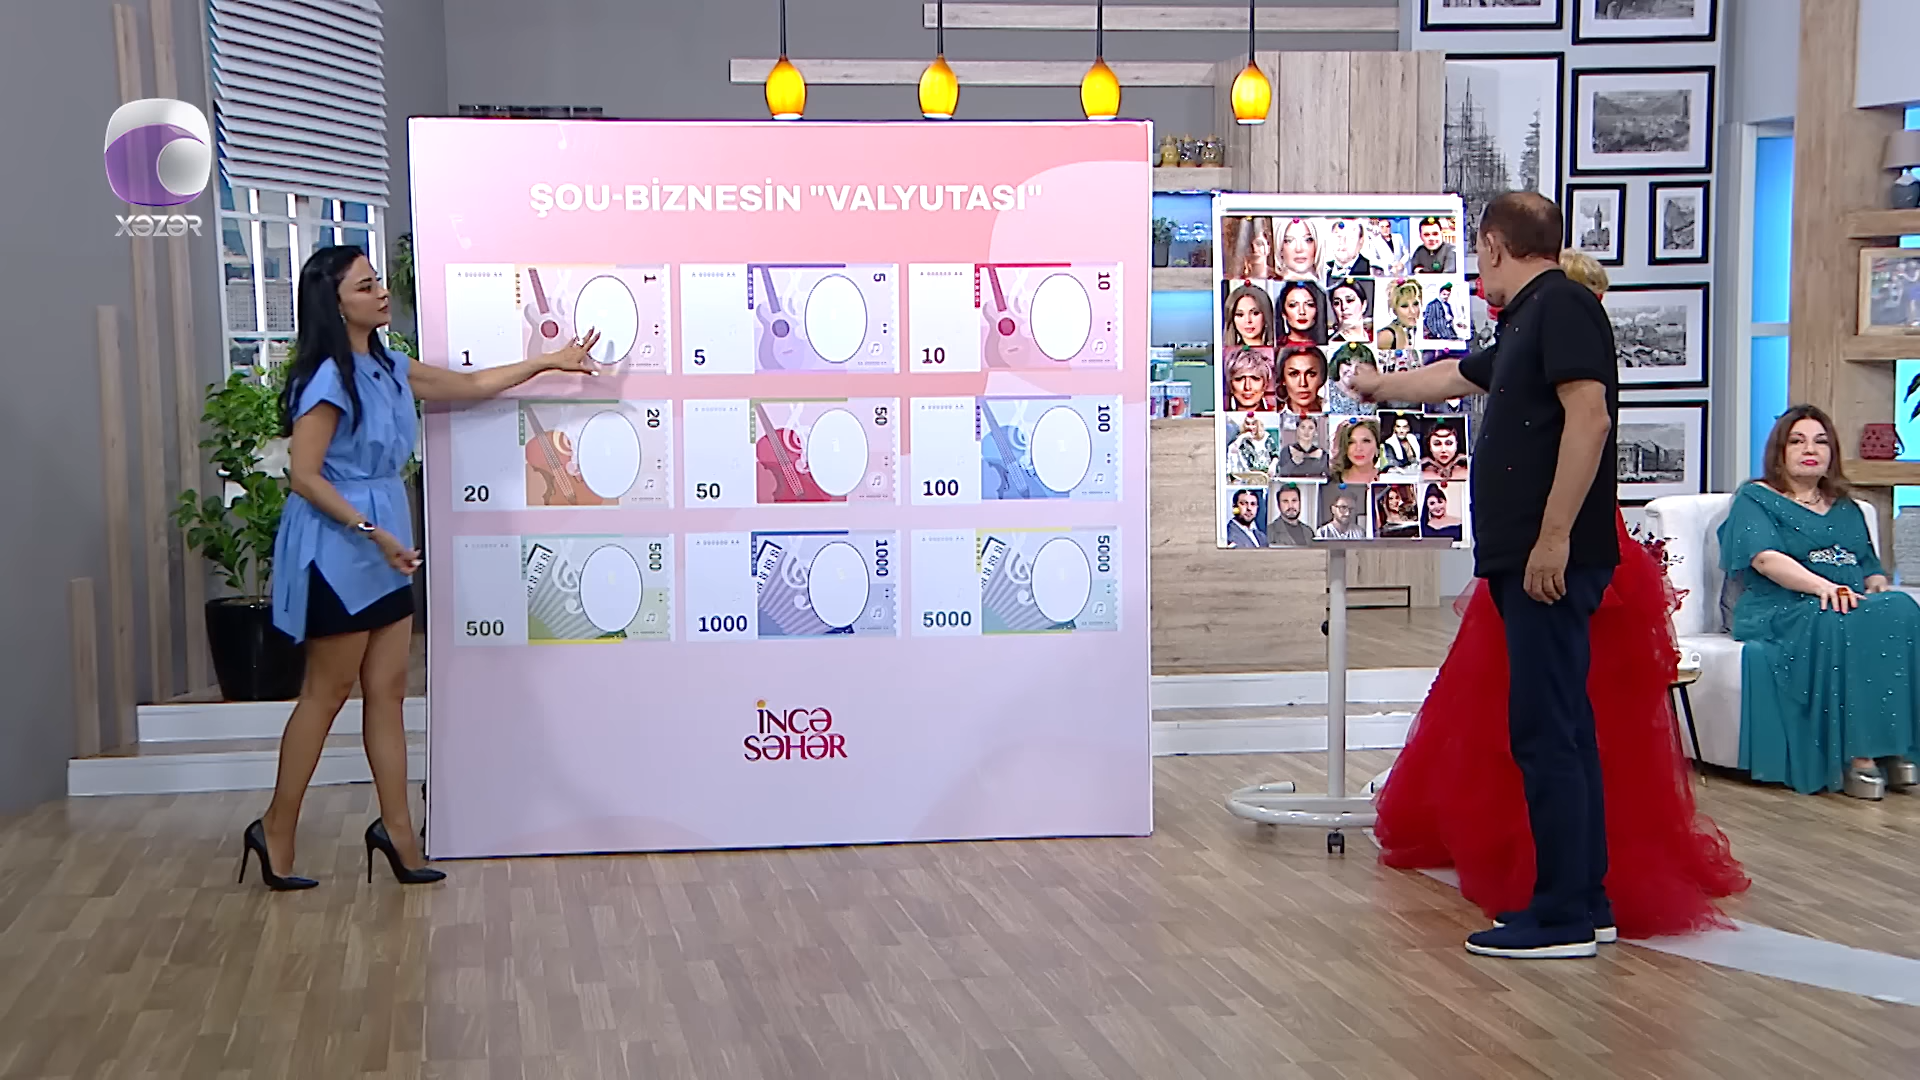 XƏZƏR
ŞOU-BİZNESİN "VALYUTASI"
1 1
5 5
10 10
20 20
50 50
100 100
500 500
1000 1000
5000 5000
İNCƏ
SƏHƏR